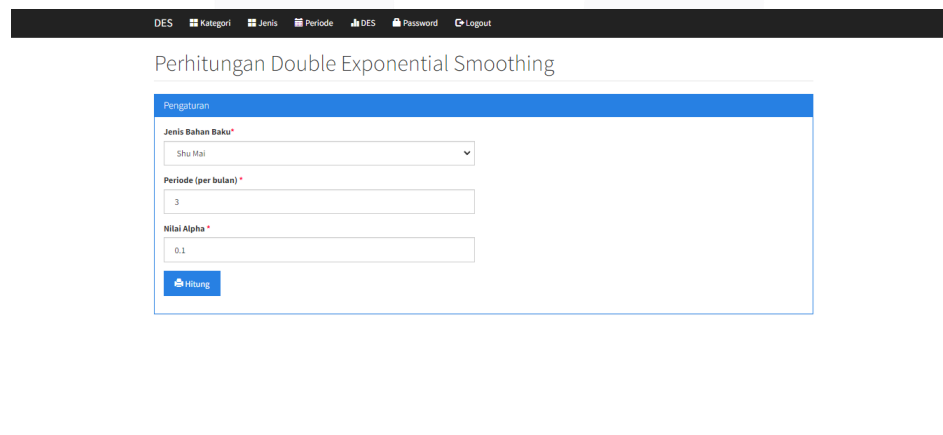 DES Kategori Jenis Periode DES Password Logout
Perhitungan Double Exponential Smoothing
Pengaturan
Jenis Bahan Baku*
Shu Mai
Periode (per bulan) *
3
Nilai Alpha *
0.1
Hitung